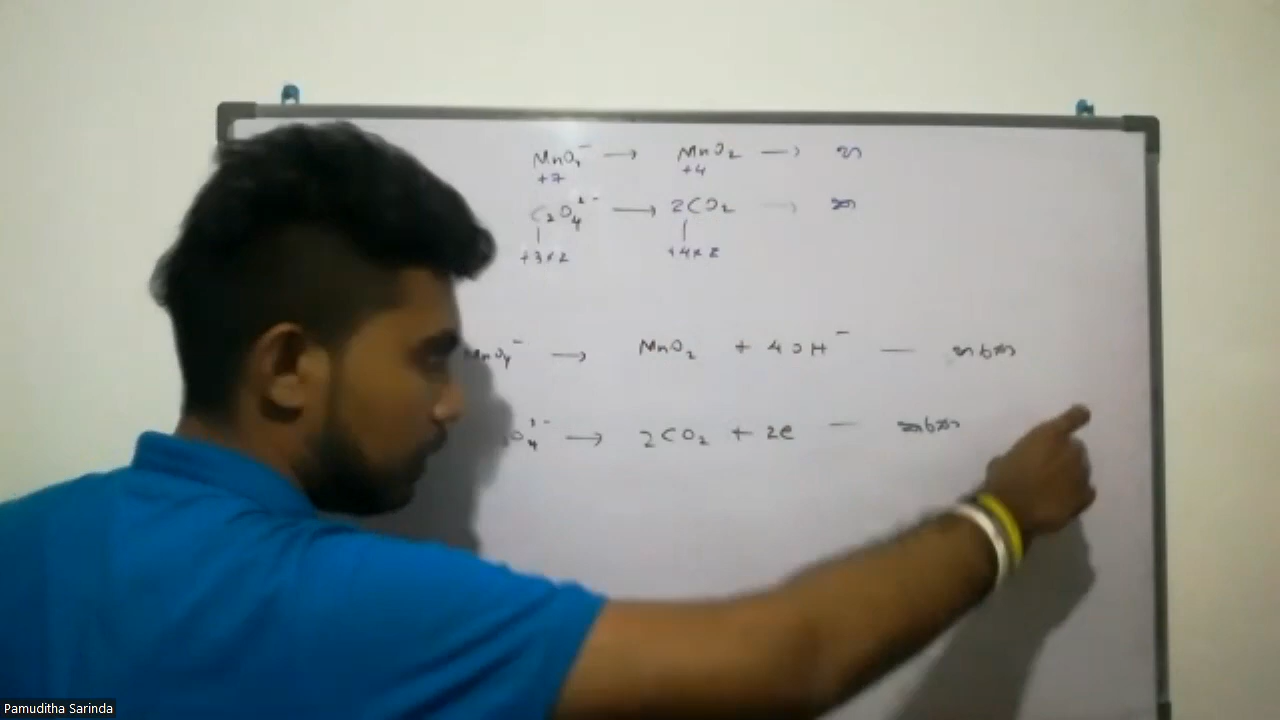 MnO₄⁻ → MnO₂ →
+7 +4
C₂O₄²⁻ → 2CO₂ →
+3×2 +4×2
MnO₄⁻ → MnO₂ + 4OH⁻ —
O₄²⁻ → 2CO₂ + 2e —
Pamuditha Sarinda